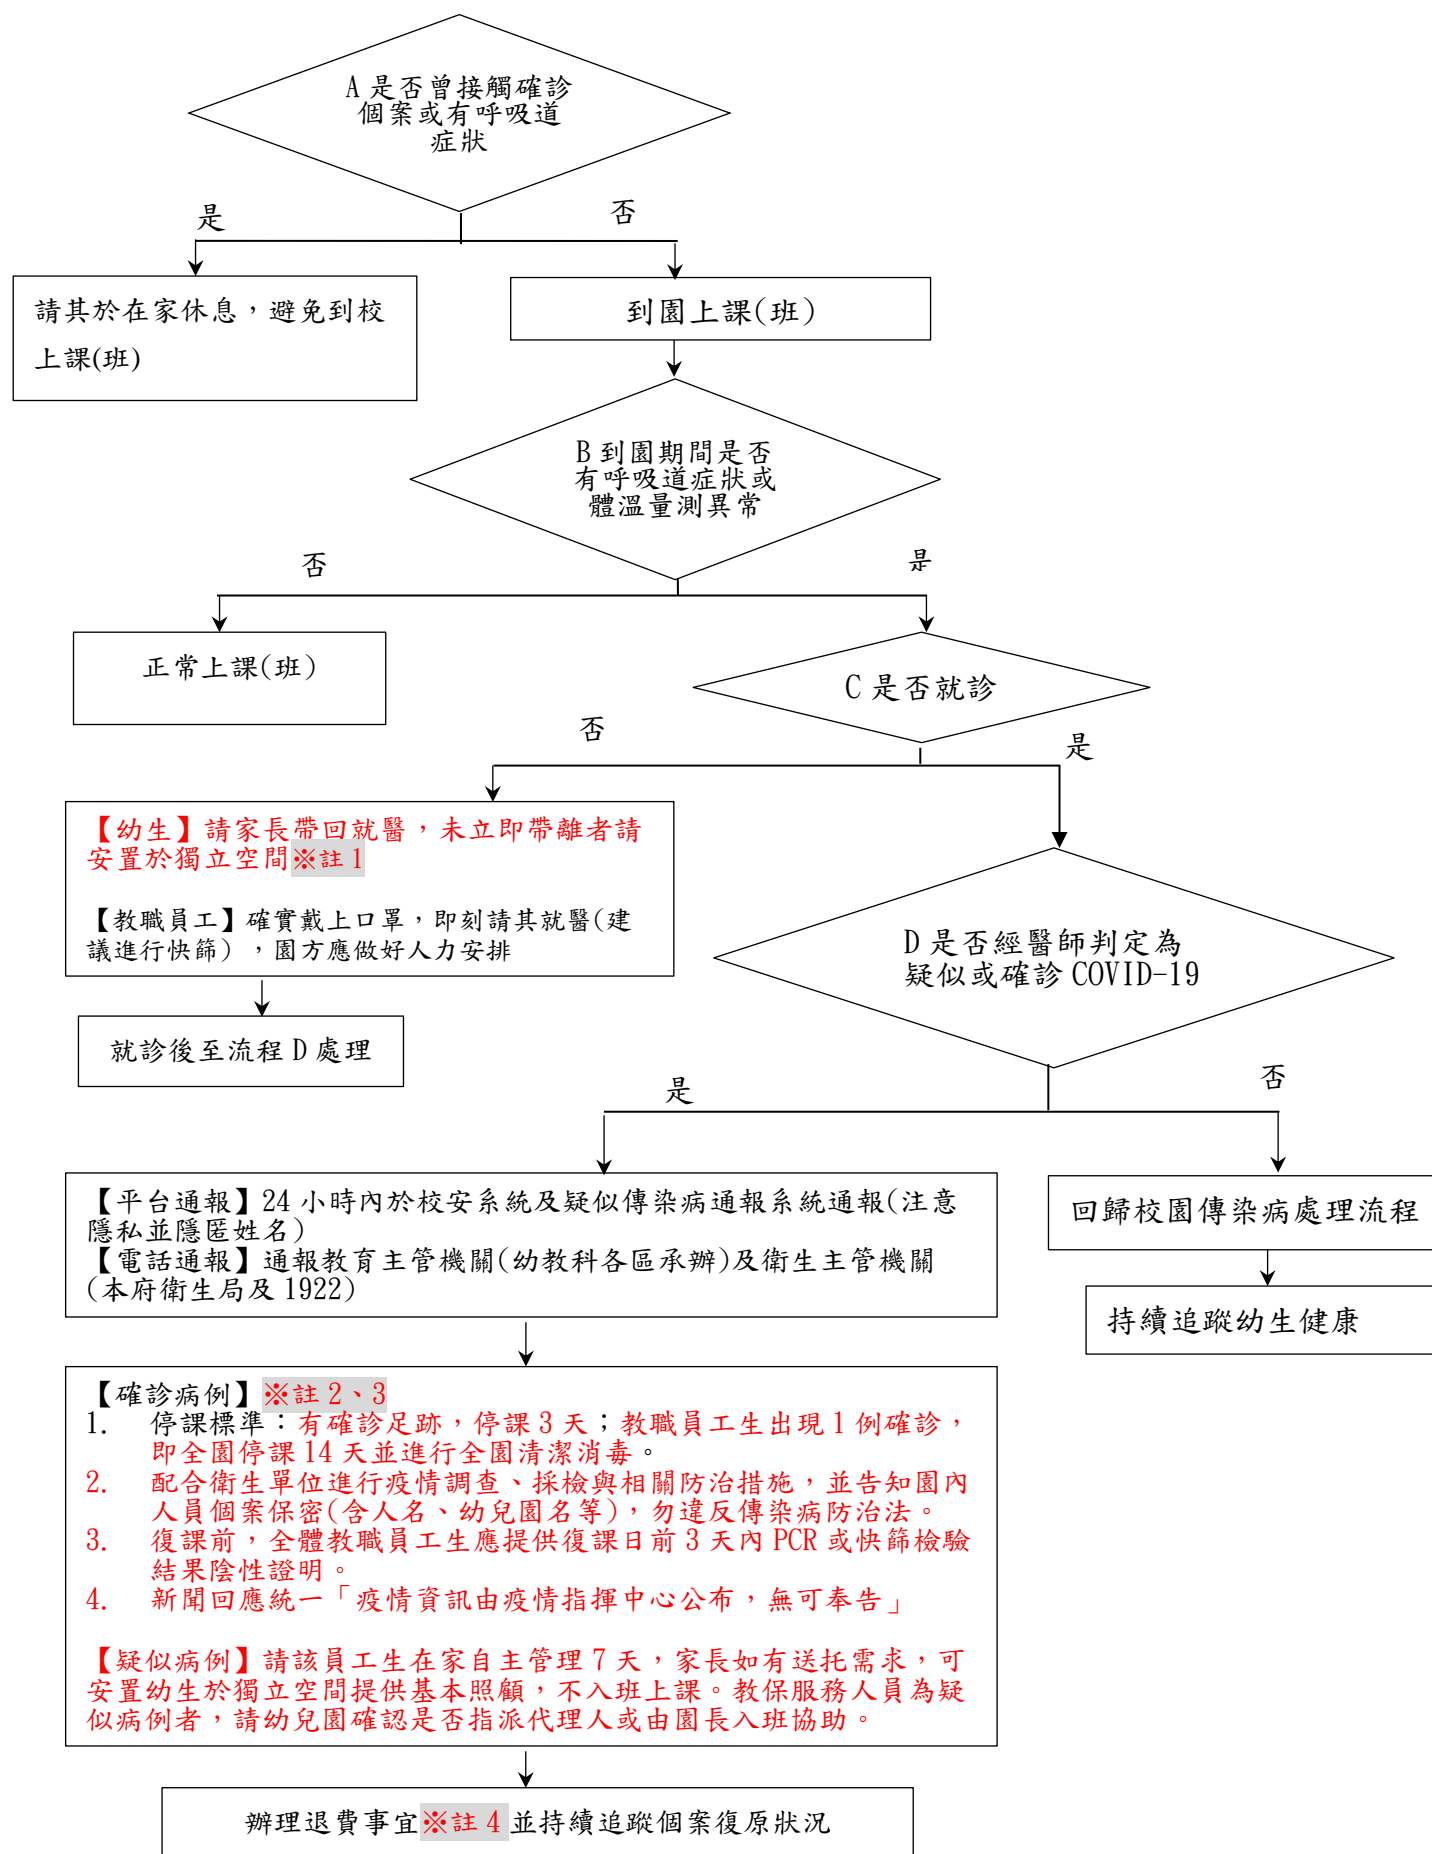 A 是否曾接觸確診
個案或有呼吸道
症狀
是
否
請其於在家休息，避免到校
上課(班)
到園上課(班)
B 到園期間是否
有呼吸道症狀或
體溫量測異常
否
是
正常上課(班)
C 是否就診
否
是
【幼生】請家長帶回就醫，未立即帶離者請
安置於獨立空間※註 1
【教職員工】確實戴上口罩，即刻請其就醫(建
議進行快篩)，園方應做好人力安排
D 是否經醫師判定為
疑似或確診 COVID-19
就診後至流程 D 處理
是
否
【平台通報】24 小時內於校安系統及疑似傳染病通報系統通報(注意
隱私並隱匿姓名)
【電話通報】通報教育主管機關(幼教科各區承辦)及衛生主管機關
(本府衛生局及 1922)
回歸校園傳染病處理流程
持續追蹤幼生健康
【確診病例】※註 2、3
1. 停課標準：有確診足跡，停課 3 天；教職員工生出現 1 例確診，
即全園停課 14 天並進行全園清潔消毒。
2. 配合衛生單位進行疫情調查、採檢與相關防治措施，並告知園內
人員個案保密(含人名、幼兒園名等)，勿違反傳染病防治法。
3. 復課前，全體教職員工生應提供復課日前 3 天內 PCR 或快篩檢驗
結果陰性證明。
4. 新聞回應統一「疫情資訊由疫情指揮中心公布，無可奉告」
【疑似病例】請該員工生在家自主管理 7 天，家長如有送托需求，可
安置幼生於獨立空間提供基本照顧，不入班上課。教保服務人員為疑
似病例者，請幼兒園確認是否指派代理人或由園長入班協助。
辦理退費事宜※註 4 並持續追蹤個案復原狀況